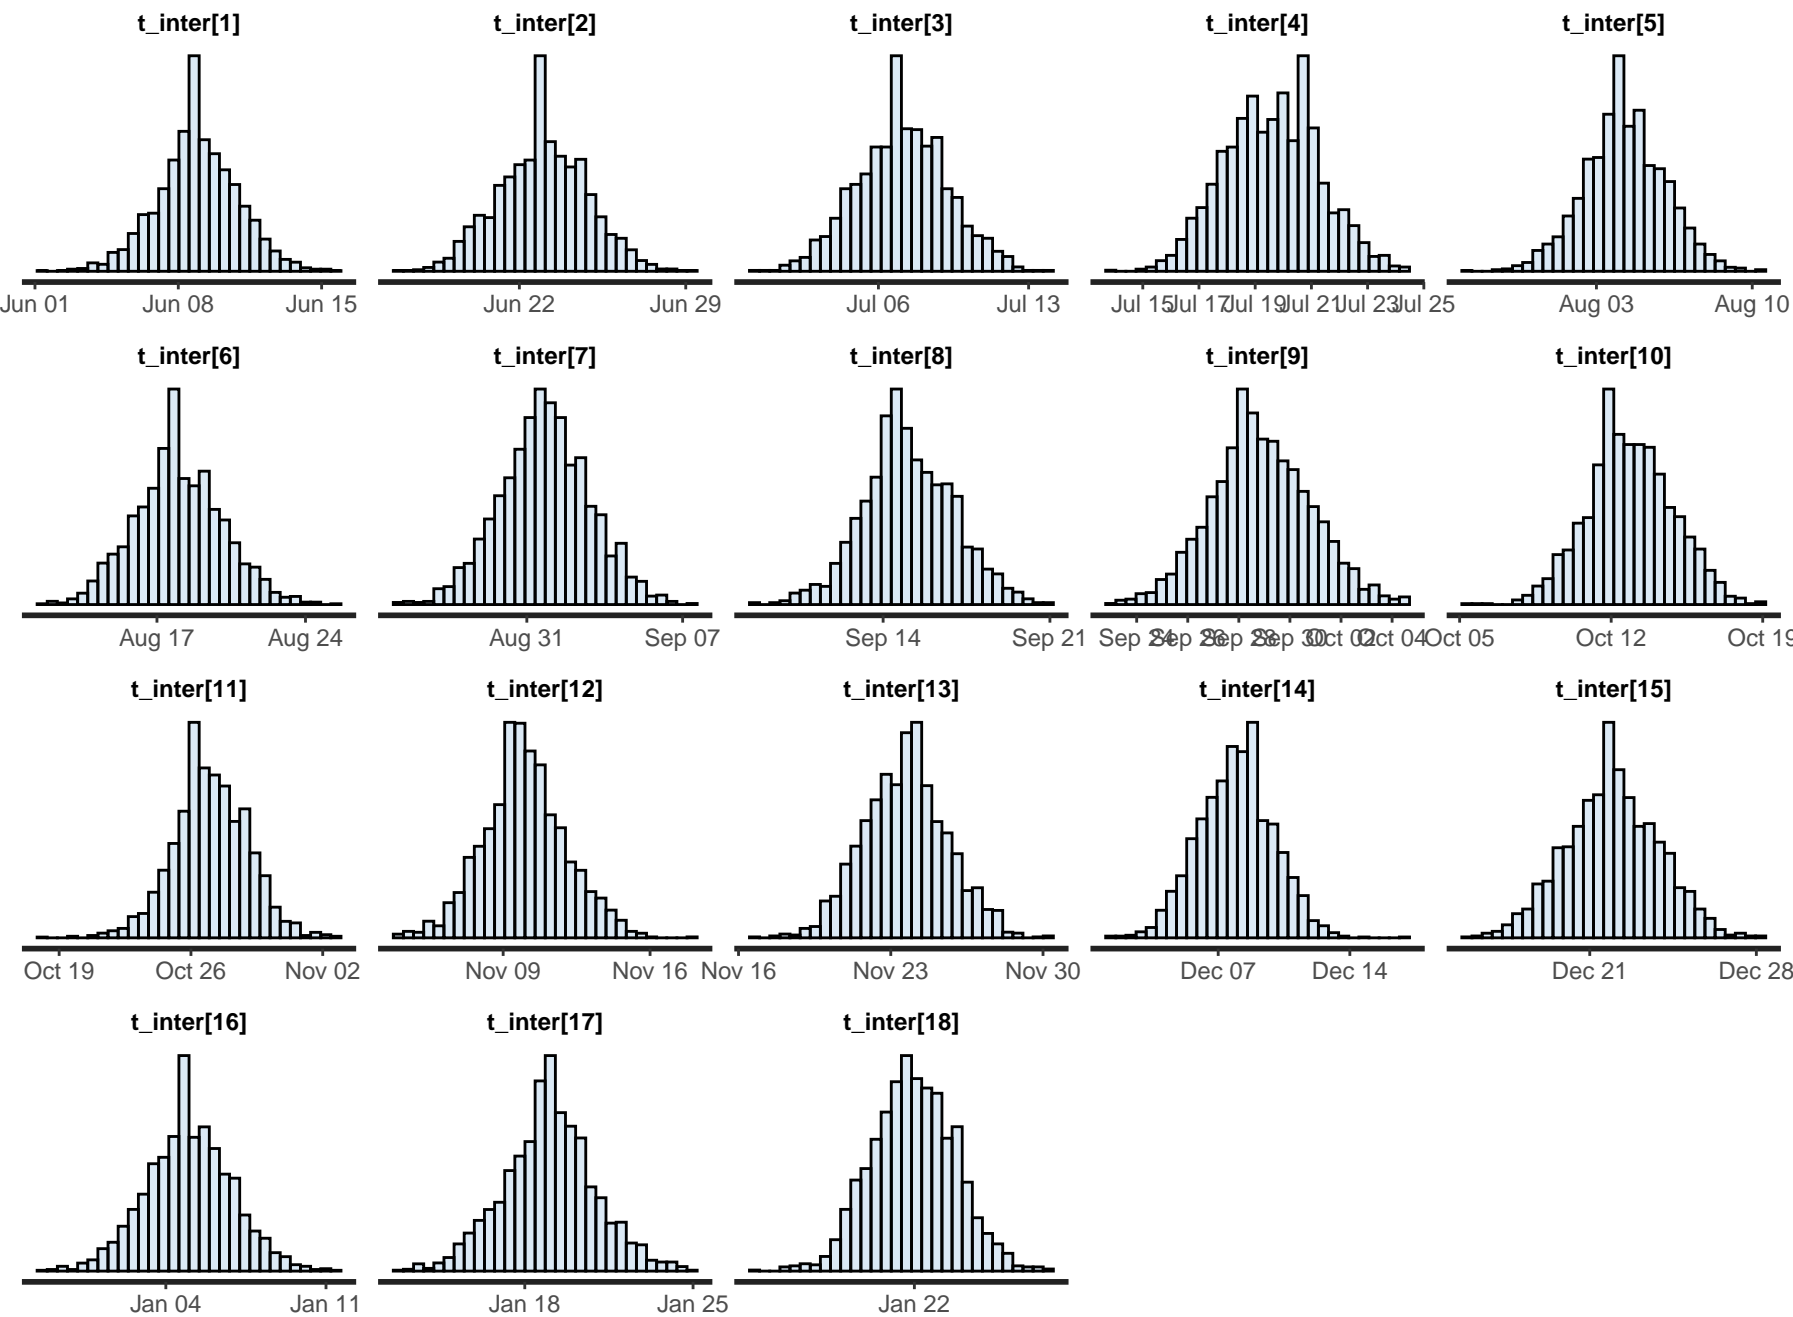 t_inter[1] t_inter[2] t_inter[3] t_inter[4] t_inter[5]
Jun 01 Jun 08 Jun 15 Jun 22 Jun 29 Jul 06 Jul 13 Jul 15 Jul 17 Jul 19 Jul 21 Jul 23 Jul 25 Aug 03 Aug 10
t_inter[6] t_inter[7] t_inter[8] t_inter[9] t_inter[10]
Aug 17 Aug 24 Aug 31 Sep 07 Sep 14 Sep 21 Sep 24 Sep 26 Sep 28 Sep 30 Oct 02 Oct 04 Oct 05 Oct 12 Oct 19
t_inter[11] t_inter[12] t_inter[13] t_inter[14] t_inter[15]
Oct 19 Oct 26 Nov 02 Nov 09 Nov 16 Nov 16 Nov 23 Nov 30 Dec 07 Dec 14 Dec 21 Dec 28
t_inter[16] t_inter[17] t_inter[18]
Jan 04 Jan 11 Jan 18 Jan 25 Jan 22